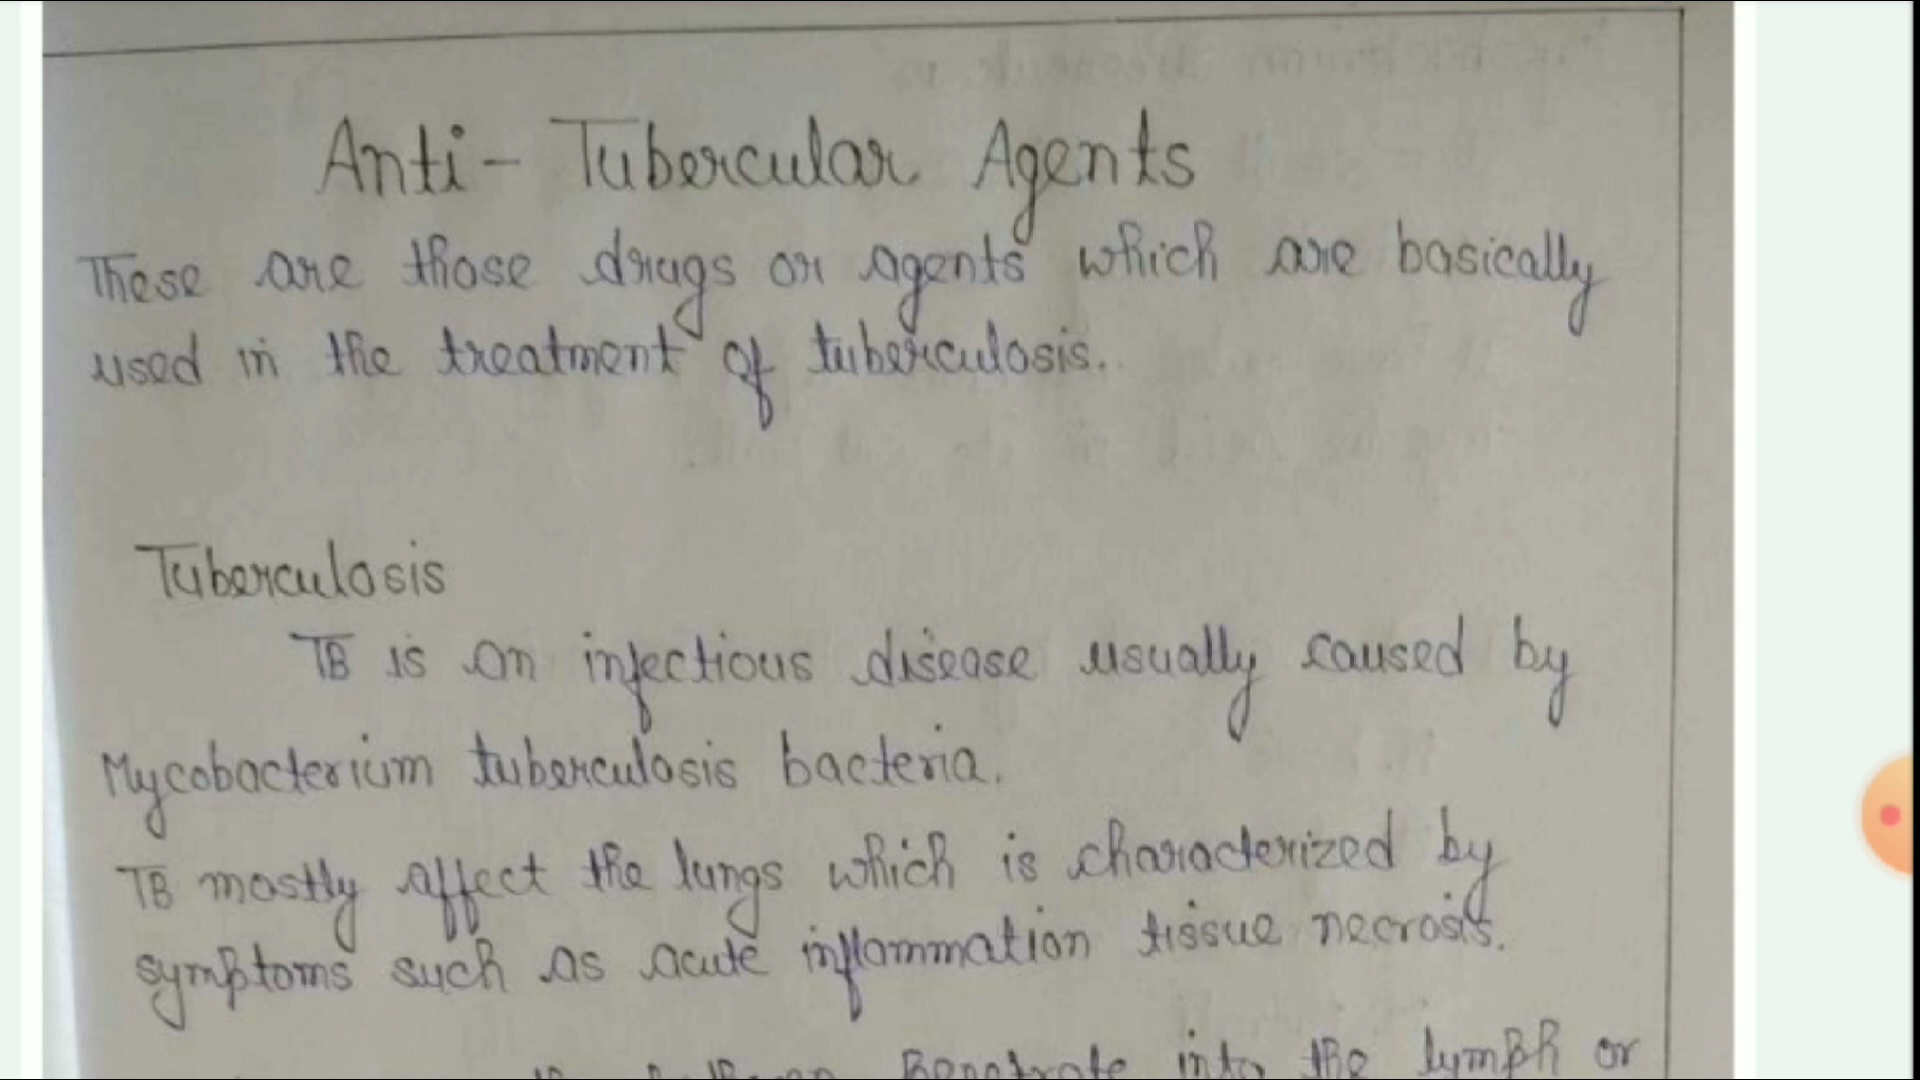 Anti - Tubercular Agents
These are those drugs or agents which are basically
used in the treatment of tuberculosis.
Tuberculosis
TB is an infectious disease usually caused by
Mycobacterium tuberculosis bacteria.
TB mostly affect the lungs which is characterized by
symptoms such as acute inflammation tissue necrosis.
Penetrate into the lymph or